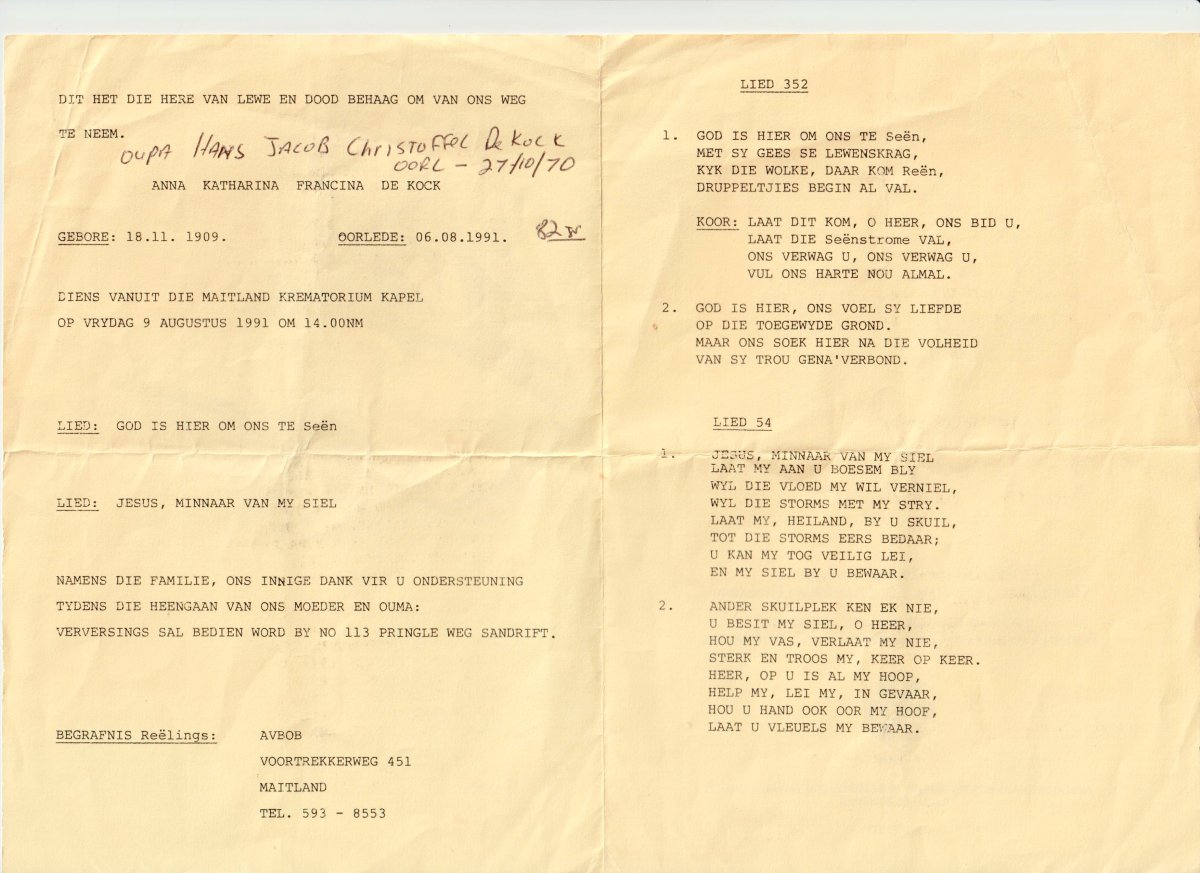 DIT HET DIE HERE VAN LEWE EN DOOD BEHAAG OM VAN ONS WEG
TE NEEM.
OUPA HANS JACOB Christoffel De Kock
OORL - 27/10/70
ANNA KATHARINA FRANCINA DE KOCK
GEBORE: 18.11. 1909. OORLEDE: 06.08.1991. 82
DIENS VANUIT DIE MAITLAND KREMATORIUM KAPEL
OP VRYDAG 9 AUGUSTUS 1991 OM 14.00NM
LIED: GOD IS HIER OM ONS TE Seën
LIED: JESUS, MINNAAR VAN MY SIEL
NAMENS DIE FAMILIE, ONS INNIGE DANK VIR U ONDERSTEUNING
TYDENS DIE HEENGAAN VAN ONS MOEDER EN OUMA:
VERVERSINGS SAL BEDIEN WORD BY NO 113 PRINGLE WEG SANDRIFT.
BEGRAFNIS Reëlings: AVBOB
VOORTREKKERWEG 451
MAITLAND
TEL. 593 - 8553
LIED 352
1. GOD IS HIER OM ONS TE Seën,
MET SY GEES SE LEWENSKRAG,
KYK DIE WOLKE, DAAR KOM Reën,
DRUPPELTJIES BEGIN AL VAL.
KOOR: LAAT DIT KOM, O HEER, ONS BID U,
LAAT DIE Seënstrome VAL,
ONS VERWAG U, ONS VERWAG U,
VUL ONS HARTE NOU ALMAL.
2. GOD IS HIER, ONS VOEL SY LIEFDE
OP DIE TOEGEWYDE GROND.
MAAR ONS SOEK HIER NA DIE VOLHEID
VAN SY TROU GENA'VERBOND.
LIED 54
1. JESUS, MINNAAR VAN MY SIEL
LAAT MY AAN U BOESEM BLY
WYL DIE VLOED MY WIL VERNIEL,
WYL DIE STORMS MET MY STRY.
LAAT MY, HEILAND, BY U SKUIL,
TOT DIE STORMS EERS BEDAAR;
U KAN MY TOG VEILIG LEI,
EN MY SIEL BY U BEWAAR.
2. ANDER SKUILPLEK KEN EK NIE,
U BESIT MY SIEL, O HEER,
HOU MY VAS, VERLAAT MY NIE,
STERK EN TROOS MY, KEER OP KEER.
HEER, OP U IS AL MY HOOP,
HELP MY, LEI MY, IN GEVAAR,
HOU U HAND OOK OOR MY HOOF,
LAAT U VLEUELS MY BEWAAR.